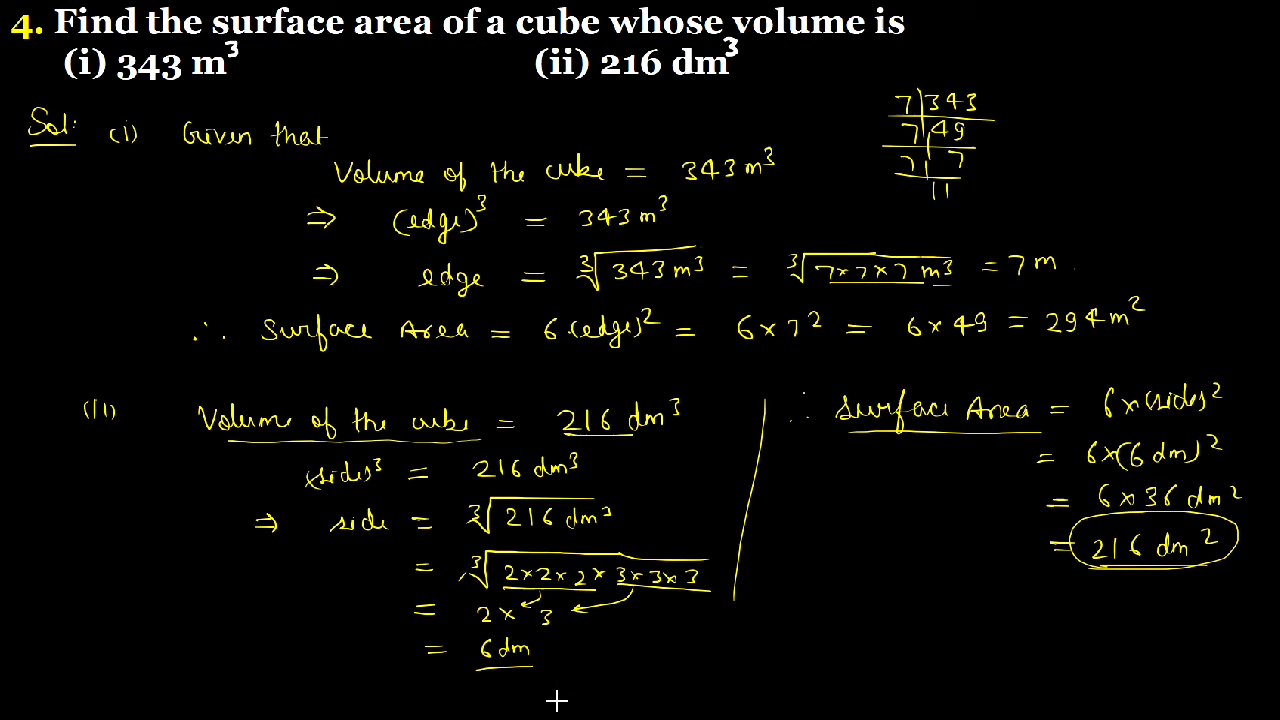 4. Find the surface area of a cube whose volume is
(i) 343 m³ (ii) 216 dm³
Sol: (i) Given that
7 | 343
7 | 49
7 | 7
11
Volume of the cube = 343 m³
⇒ (edge)³ = 343 m³
⇒ edge = ∛343 m³ = ∛7×7×7 m³ = 7 m
∴ Surface Area = 6(edge)² = 6×7² = 6×49 = 294 m²
(ii) Volume of the cube = 216 dm³
(side)³ = 216 dm³
⇒ side = ∛216 dm³
= ∛2×2×2×3×3×3
= 2×3
= 6 dm
∴ Surface Area = 6×(side)²
= 6×(6 dm)²
= 6×36 dm²
= 216 dm²